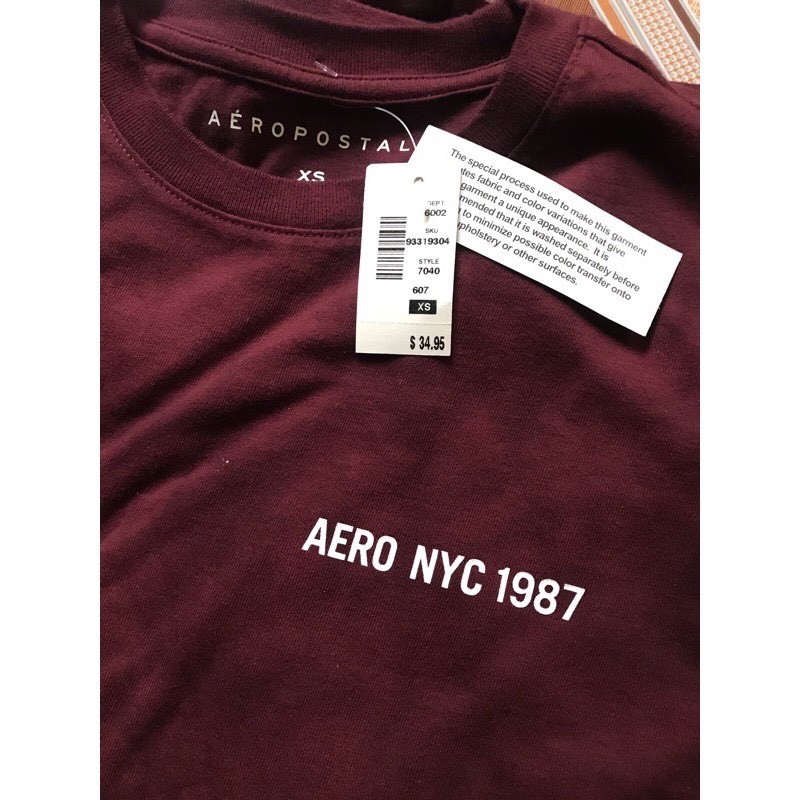 AÉROPOSTAL
XS
DEPT
6002
SKU
93319304
STYLE
7040
607
XS
$ 34.95
The special process used to make this garment
fabric and color variations that give
garment a unique appearance. It is
that it is washed separately before
to minimize possible color transfer onto
upholstery or other surfaces.
AERO NYC 1987